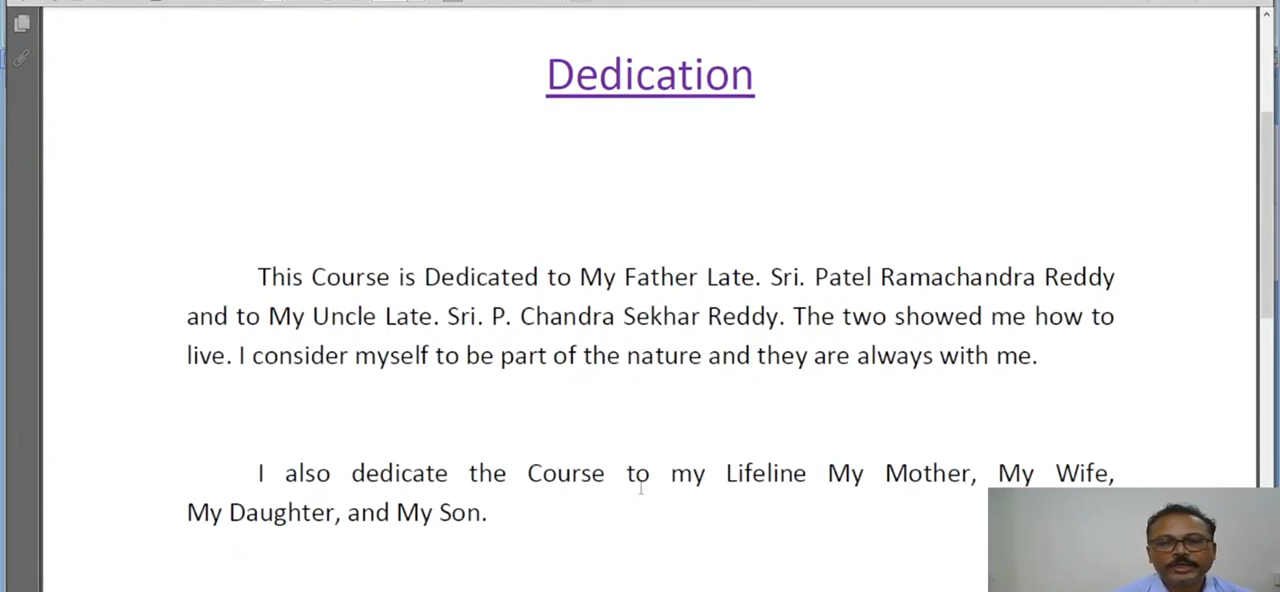 Dedication
This Course is Dedicated to My Father Late. Sri. Patel Ramachandra Reddy
and to My Uncle Late. Sri. P. Chandra Sekhar Reddy. The two showed me how to
live. I consider myself to be part of the nature and they are always with me.
I also dedicate the Course to my Lifeline My Mother, My Wife,
My Daughter, and My Son.